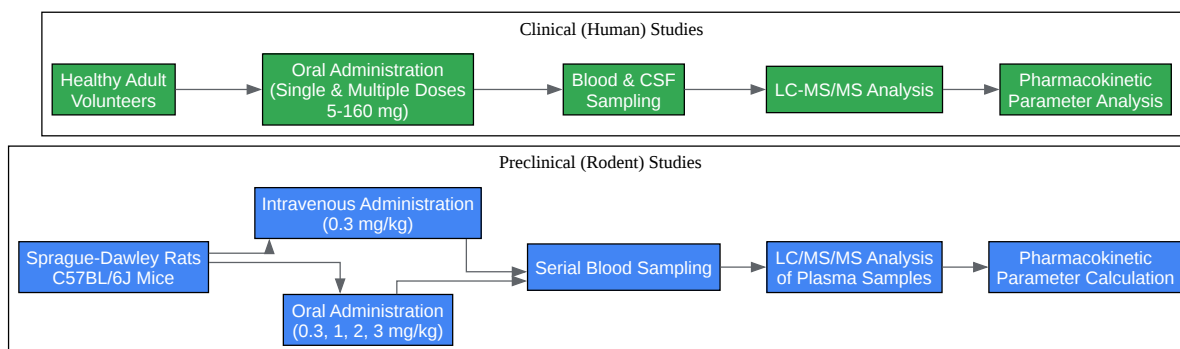 Clinical (Human) Studies
Healthy Adult
Volunteers
Oral Administration
(Single & Multiple Doses
5-160 mg)
Blood & CSF
Sampling
LC-MS/MS Analysis
Pharmacokinetic
Parameter Analysis
Preclinical (Rodent) Studies
Sprague-Dawley Rats
C57BL/6J Mice
Intravenous Administration
(0.3 mg/kg)
Oral Administration
(0.3, 1, 2, 3 mg/kg)
Serial Blood Sampling
LC/MS/MS Analysis
of Plasma Samples
Pharmacokinetic
Parameter Calculation